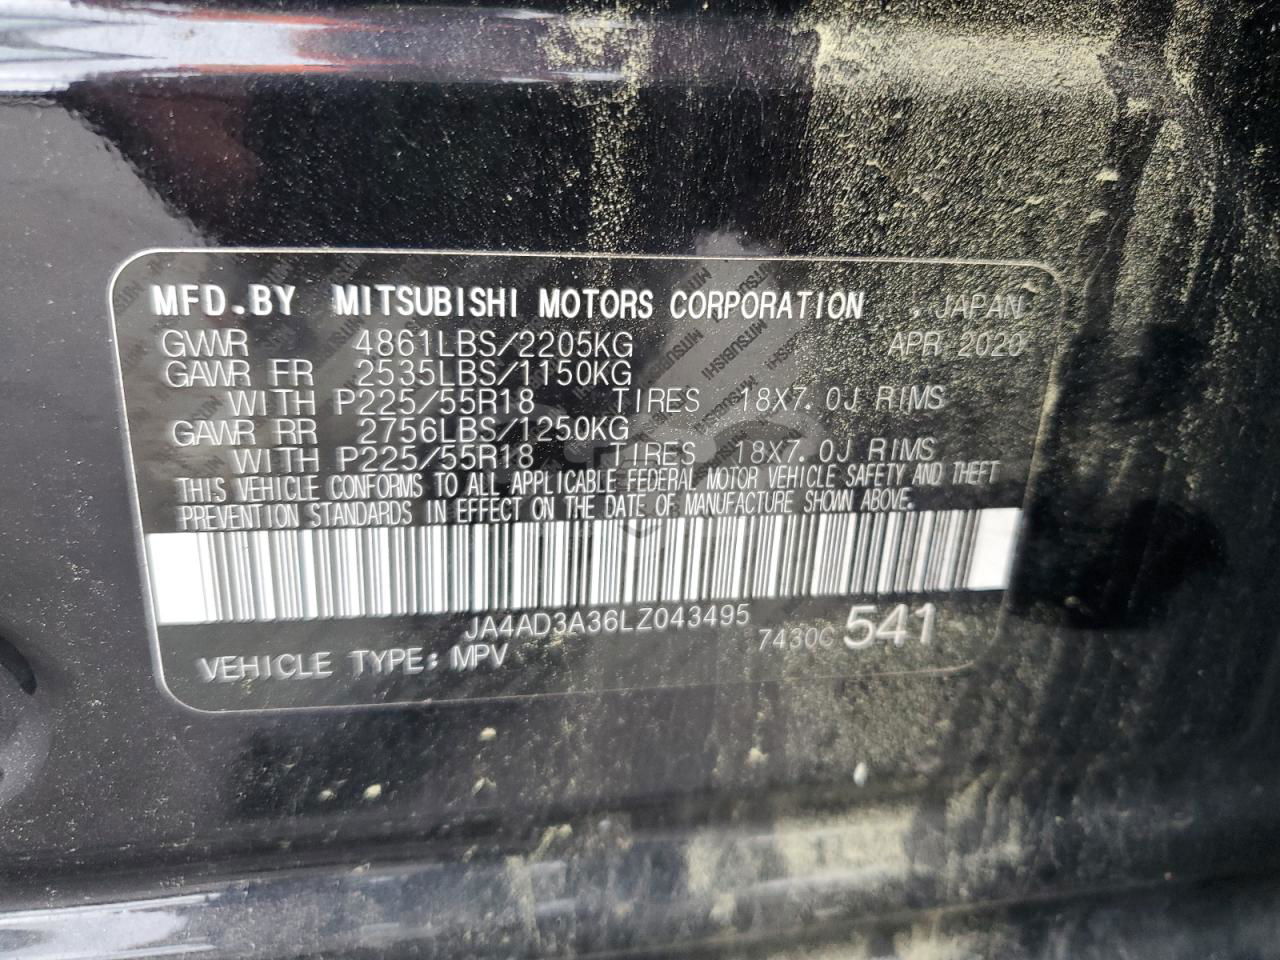 MFD.BY MITSUBISHI MOTORS CORPORATION , JAPAN
GVWR 4861LBS/2205KG APR 2020
GAWR FR 2535LBS/1150KG
WITH P225/55R18 TIRES 18X7.0J RIMS
GAWR RR 2756LBS/1250KG
WITH P225/55R18 TIRES 18X7.0J RIMS
THIS VEHICLE CONFORMS TO ALL APPLICABLE FEDERAL MOTOR VEHICLE SAFETY AND THEFT
PREVENTION STANDARDS IN EFFECT ON THE DATE OF MANUFACTURE SHOWN ABOVE.
JA4AD3A36LZ043495 7430C 541
VEHICLE TYPE: MPV